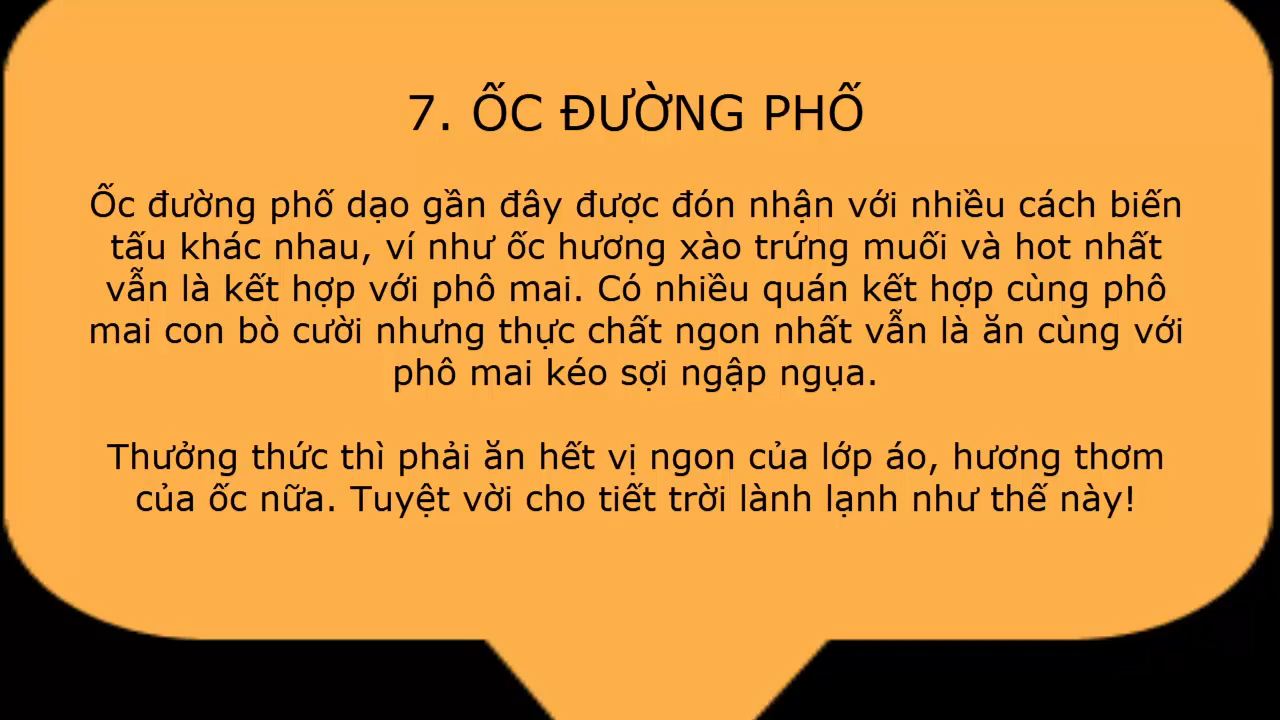 7. ỐC ĐƯỜNG PHỐ
Ốc đường phố dạo gần đây được đón nhận với nhiều cách biến
tấu khác nhau, ví như ốc hương xào trứng muối và hot nhất
vẫn là kết hợp với phô mai. Có nhiều quán kết hợp cùng phô
mai con bò cười nhưng thực chất ngon nhất vẫn là ăn cùng với
phô mai kéo sợi ngập ngụa.
Thưởng thức thì phải ăn hết vị ngon của lớp áo, hương thơm
của ốc nữa. Tuyệt vời cho tiết trời lành lạnh như thế này!